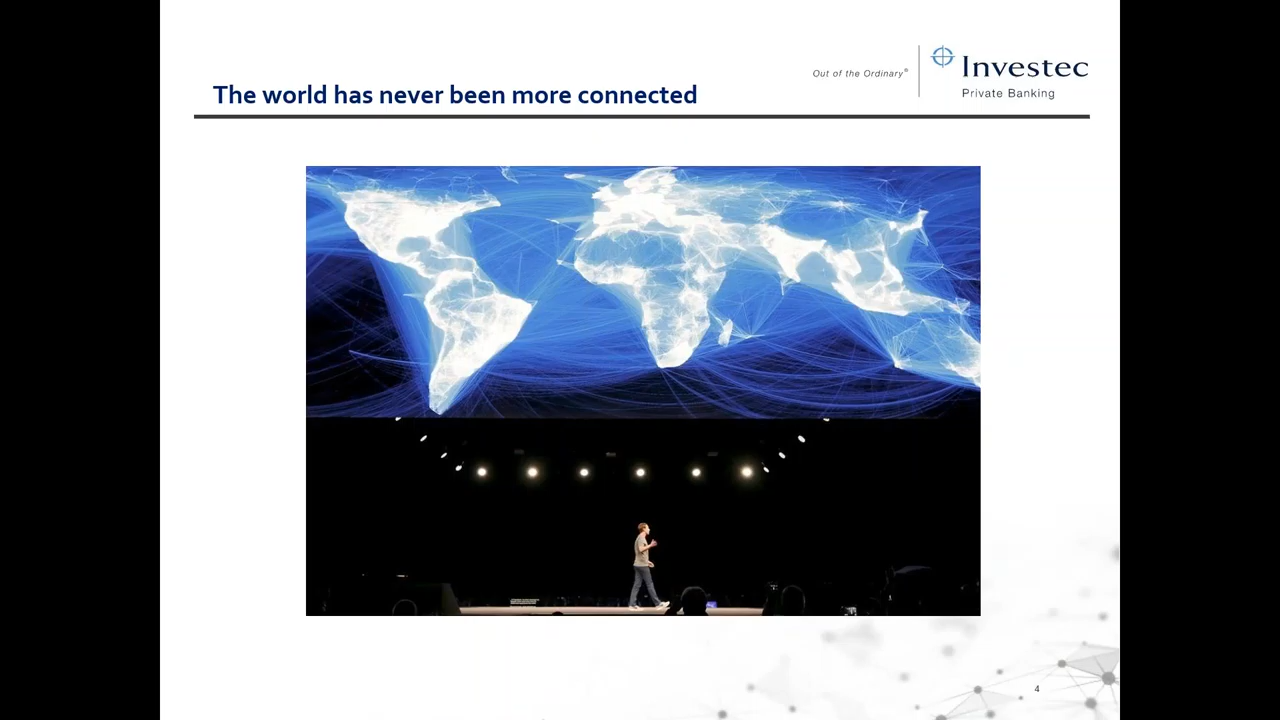 Out of the Ordinary®
Investec
Private Banking
The world has never been more connected
4